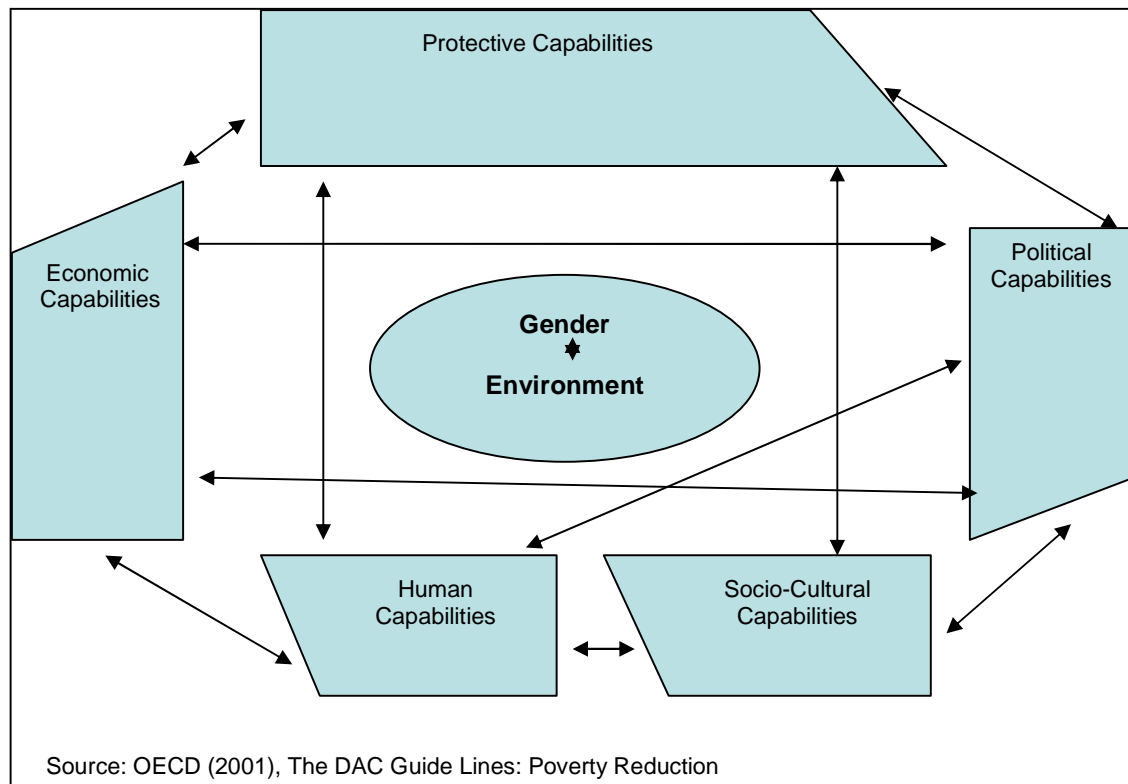 Protective Capabilities
Economic
Capabilities
Political
Capabilities
Gender
Environment
Human
Capabilities
Socio-Cultural
Capabilities
Source: OECD (2001), The DAC Guide Lines: Poverty Reduction